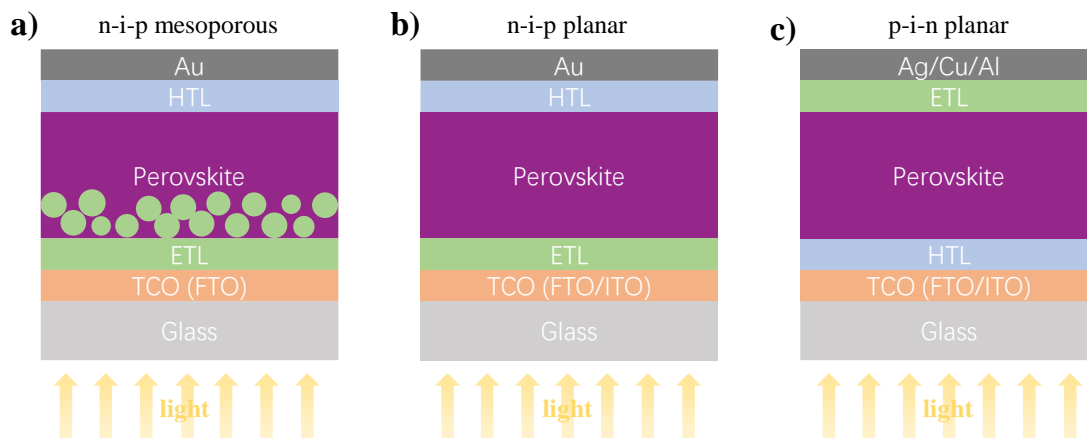 a) n-i-p mesoporous
Au
HTL
Perovskite
ETL
TCO (FTO)
Glass
light
b) n-i-p planar
Au
HTL
Perovskite
ETL
TCO (FTO/ITO)
Glass
light
c) p-i-n planar
Ag/Cu/Al
ETL
Perovskite
HTL
TCO (FTO/ITO)
Glass
light